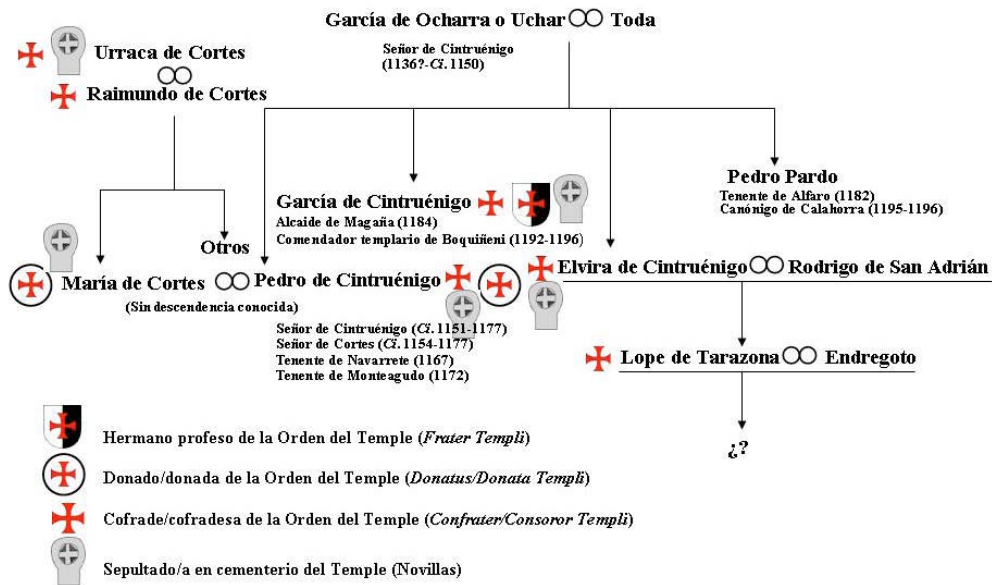 García de Ocharra o Uchar Toda
Señor de Cintruénigo
(1136?-Ci. 1150)
Urraca de Cortes
Raimundo de Cortes
Pedro Pardo
Tenente de Alfaro (1182)
Canónigo de Calahorra (1195-1196)
García de Cintruénigo
Alcaide de Magaña (1184)
Comendador templario de Boquiñeni (1192-1196)
Otros
María de Cortes Pedro de Cintruénigo
(Sin descendencia conocida)
Elvira de Cintruénigo Rodrigo de San Adrián
Señor de Cintruénigo (Ci. 1151-1177)
Señor de Cortes (Ci. 1154-1177)
Tenente de Navarrete (1167)
Tenente de Monteagudo (1172)
Lope de Tarazona Endregoto
¿?
Hermano profeso de la Orden del Temple (Frater Templi)
Donado/donada de la Orden del Temple (Donatus/Donata Templi)
Cofrade/cofradesa de la Orden del Temple (Confrater/Consoror Templi)
Sepultado/a en cementerio del Temple (Novillas)